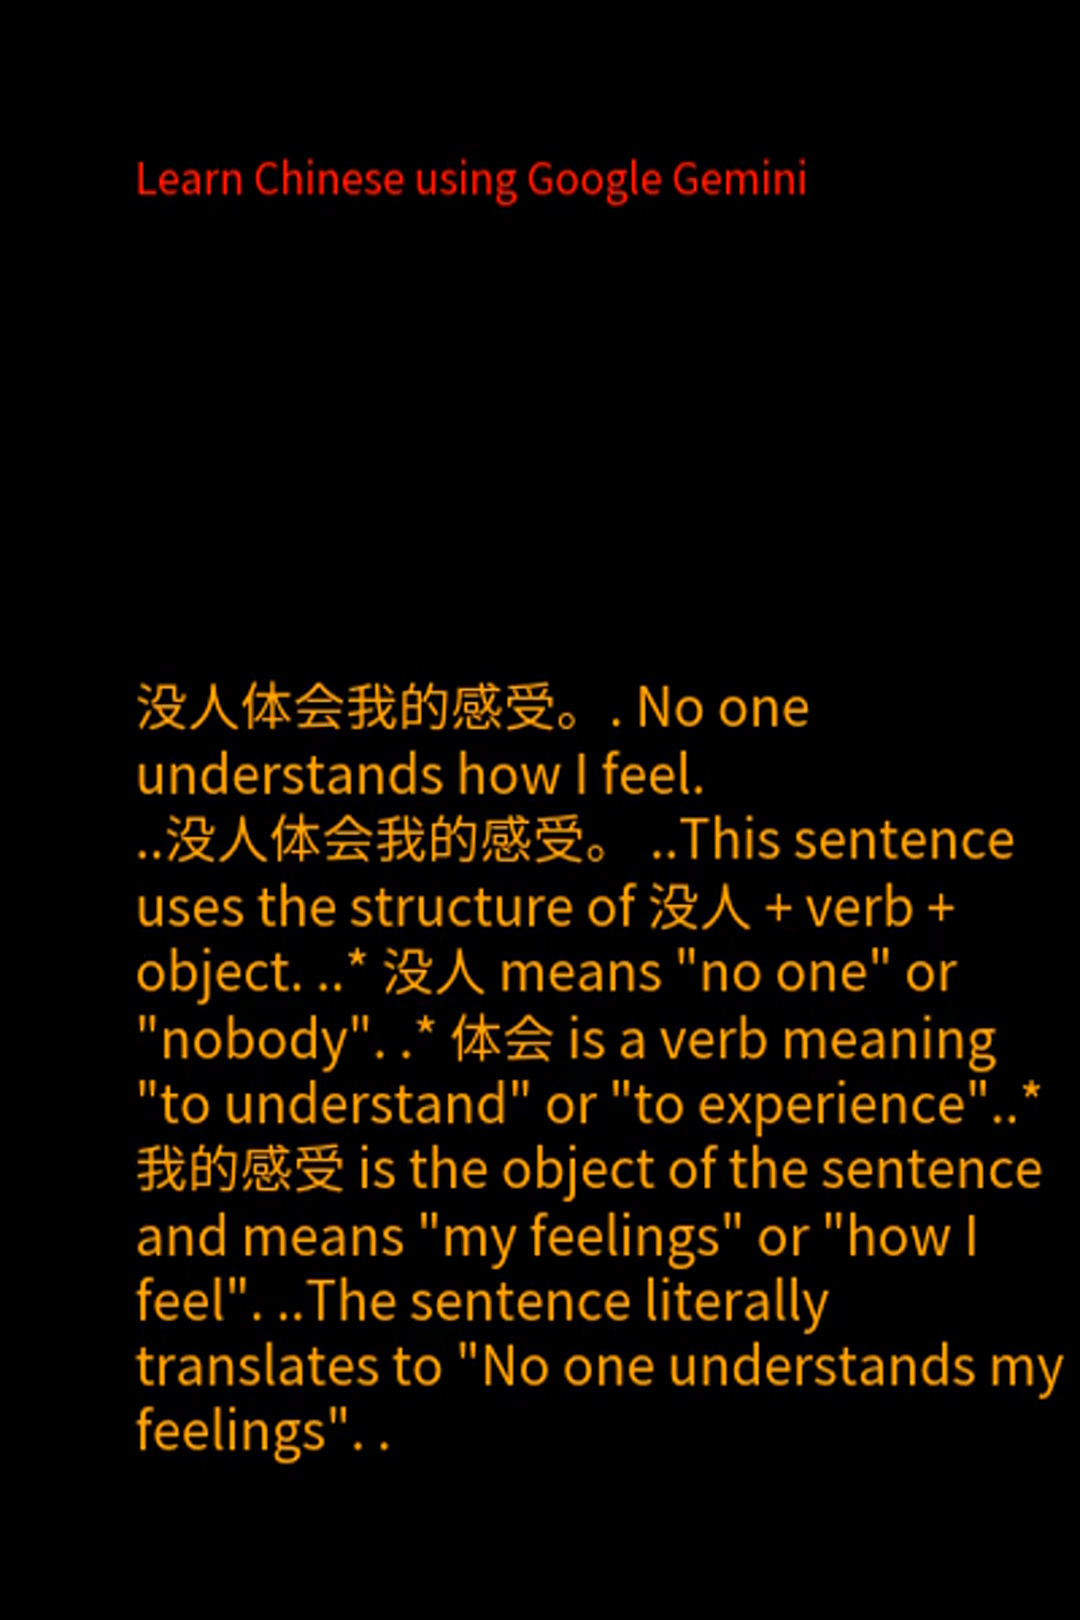 Learn Chinese using Google Gemini
没人体会我的感受。. No one
understands how I feel.
..没人体会我的感受。 ..This sentence
uses the structure of 没人 + verb +
object. ..* 没人 means "no one" or
"nobody". .* 体会 is a verb meaning
"to understand" or "to experience"..*
我的感受 is the object of the sentence
and means "my feelings" or "how I
feel". ..The sentence literally
translates to "No one understands my
feelings". .